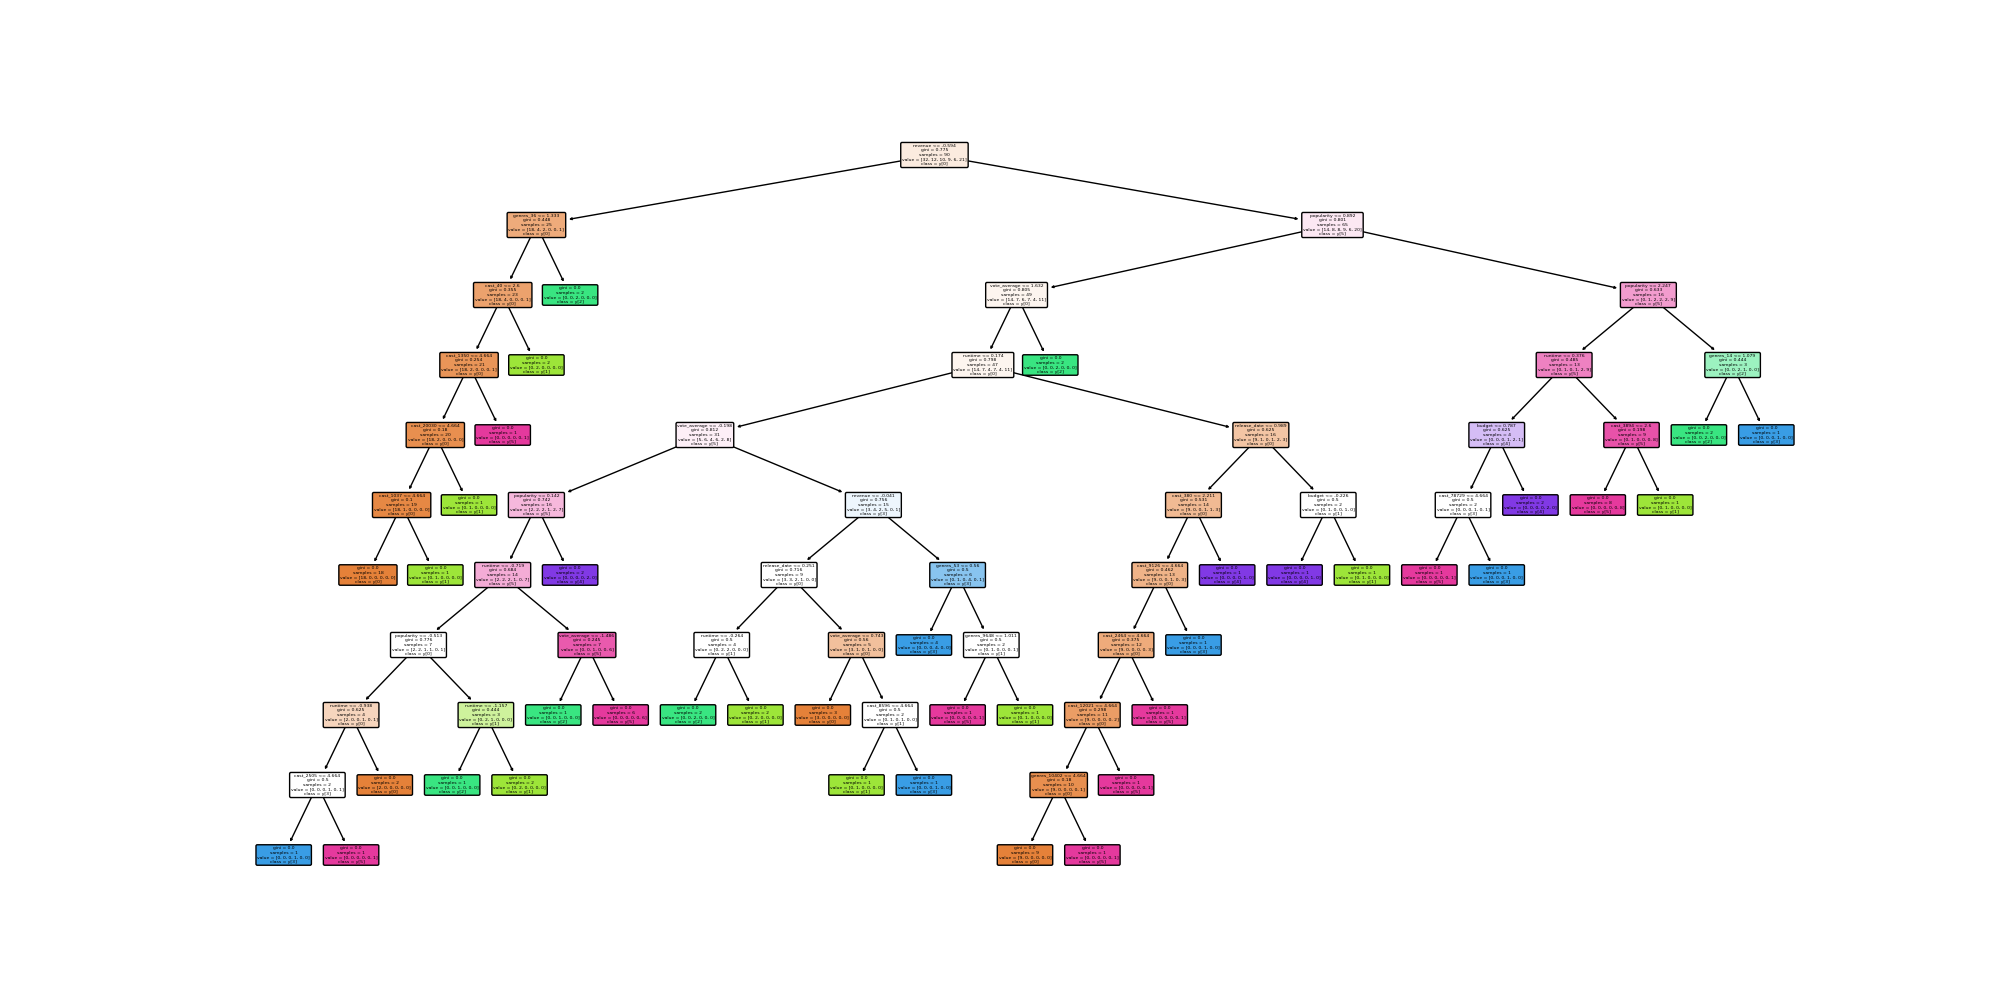 revenue <= -0.594
gini = 0.775
samples = 90
value = [32, 12, 10, 9, 6, 21]
class = y[0]
genres_36 <= 1.333
gini = 0.448
samples = 25
value = [18, 4, 2, 0, 0, 1]
class = y[0]
popularity <= 0.892
gini = 0.801
samples = 65
value = [14, 8, 8, 9, 6, 20]
class = y[5]
cast_40 <= 2.6
gini = 0.355
samples = 23
value = [18, 4, 0, 0, 0, 1]
class = y[0]
gini = 0.0
samples = 2
value = [0, 0, 2, 0, 0, 0]
class = y[2]
vote_average <= 1.632
gini = 0.805
samples = 49
value = [14, 7, 6, 7, 4, 11]
class = y[0]
popularity <= 2.247
gini = 0.633
samples = 16
value = [0, 1, 2, 2, 2, 9]
class = y[5]
cast_1350 <= 4.664
gini = 0.254
samples = 21
value = [18, 2, 0, 0, 0, 1]
class = y[0]
gini = 0.0
samples = 2
value = [0, 2, 0, 0, 0, 0]
class = y[1]
runtime <= 0.174
gini = 0.798
samples = 47
value = [14, 7, 4, 7, 4, 11]
class = y[0]
gini = 0.0
samples = 2
value = [0, 0, 2, 0, 0, 0]
class = y[2]
runtime <= 0.376
gini = 0.485
samples = 13
value = [0, 1, 0, 1, 2, 9]
class = y[5]
genres_14 <= 1.079
gini = 0.444
samples = 3
value = [0, 0, 2, 1, 0, 0]
class = y[2]
gini = 0.18
samples = 20
value = [18, 2, 0, 0, 0, 0]
class = y[0]
gini = 0.0
samples = 1
value = [0, 0, 0, 0, 0, 1]
class = y[5]
vote_average <= -0.198
gini = 0.812
samples = 31
value = [5, 6, 4, 6, 2, 8]
class = y[5]
release_date <= 0.989
gini = 0.625
samples = 16
value = [9, 1, 0, 1, 2, 3]
class = y[0]
budget <= 0.787
gini = 0.625
samples = 4
value = [0, 0, 0, 1, 2, 1]
class = y[4]
cast_3894 <= 2.6
gini = 0.198
samples = 9
value = [0, 1, 0, 0, 0, 8]
class = y[5]
gini = 0.0
samples = 2
value = [0, 0, 2, 0, 0, 0]
class = y[2]
gini = 0.0
samples = 1
value = [0, 0, 0, 1, 0, 0]
class = y[3]
cast_1037 <= 4.664
gini = 0.1
samples = 19
value = [18, 1, 0, 0, 0, 0]
class = y[0]
gini = 0.0
samples = 1
value = [0, 1, 0, 0, 0, 0]
class = y[1]
popularity <= 0.142
gini = 0.742
samples = 16
value = [2, 2, 2, 1, 2, 7]
class = y[5]
revenue <= -0.041
gini = 0.756
samples = 15
value = [3, 4, 2, 5, 0, 1]
class = y[3]
cast_380 <= 2.211
gini = 0.531
samples = 14
value = [9, 0, 0, 1, 1, 3]
class = y[0]
budget <= -0.226
gini = 0.5
samples = 2
value = [0, 1, 0, 0, 1, 0]
class = y[1]
cast_78729 <= 4.664
gini = 0.5
samples = 2
value = [0, 0, 0, 1, 0, 1]
class = y[3]
gini = 0.0
samples = 2
value = [0, 0, 0, 0, 2, 0]
class = y[4]
gini = 0.0
samples = 8
value = [0, 0, 0, 0, 0, 8]
class = y[5]
gini = 0.0
samples = 1
value = [0, 1, 0, 0, 0, 0]
class = y[1]
gini = 0.0
samples = 18
value = [18, 0, 0, 0, 0, 0]
class = y[0]
gini = 0.0
samples = 1
value = [0, 1, 0, 0, 0, 0]
class = y[1]
runtime <= -0.719
gini = 0.684
samples = 14
value = [2, 2, 2, 1, 0, 7]
class = y[5]
gini = 0.0
samples = 2
value = [0, 0, 0, 0, 2, 0]
class = y[4]
release_date <= 0.251
gini = 0.716
samples = 9
value = [3, 3, 2, 1, 0, 0]
class = y[0]
genres_53 <= 0.56
gini = 0.5
samples = 6
value = [0, 1, 0, 4, 0, 1]
class = y[3]
cast_9126 <= 4.664
gini = 0.462
samples = 13
value = [9, 0, 0, 1, 0, 3]
class = y[0]
gini = 0.0
samples = 1
value = [0, 0, 0, 0, 1, 0]
class = y[4]
gini = 0.0
samples = 1
value = [0, 0, 0, 0, 1, 0]
class = y[4]
gini = 0.0
samples = 1
value = [0, 1, 0, 0, 0, 0]
class = y[1]
gini = 0.0
samples = 1
value = [0, 0, 0, 0, 0, 1]
class = y[5]
gini = 0.0
samples = 1
value = [0, 0, 0, 1, 0, 0]
class = y[3]
popularity <= -0.513
gini = 0.776
samples = 7
value = [2, 2, 1, 1, 0, 1]
class = y[0]
vote_average <= -1.486
gini = 0.245
samples = 7
value = [0, 0, 1, 0, 0, 6]
class = y[5]
runtime <= -0.264
gini = 0.5
samples = 4
value = [0, 2, 2, 0, 0, 0]
class = y[1]
vote_average <= 0.743
gini = 0.56
samples = 5
value = [3, 1, 0, 1, 0, 0]
class = y[0]
gini = 0.0
samples = 4
value = [0, 0, 0, 4, 0, 0]
class = y[3]
genres_9648 <= 1.011
gini = 0.5
samples = 2
value = [0, 1, 0, 0, 0, 1]
class = y[1]
cast_2464 <= 4.664
gini = 0.375
samples = 12
value = [9, 0, 0, 0, 0, 3]
class = y[0]
gini = 0.0
samples = 1
value = [0, 0, 0, 1, 0, 0]
class = y[3]
runtime <= -0.938
gini = 0.625
samples = 4
value = [2, 0, 0, 1, 0, 1]
class = y[0]
runtime <= -1.157
gini = 0.444
samples = 3
value = [0, 2, 1, 0, 0, 0]
class = y[1]
gini = 0.0
samples = 1
value = [0, 0, 1, 0, 0, 0]
class = y[2]
gini = 0.0
samples = 6
value = [0, 0, 0, 0, 0, 6]
class = y[5]
gini = 0.0
samples = 2
value = [0, 0, 2, 0, 0, 0]
class = y[2]
gini = 0.0
samples = 2
value = [0, 2, 0, 0, 0, 0]
class = y[1]
gini = 0.0
samples = 3
value = [3, 0, 0, 0, 0, 0]
class = y[0]
cast_8596 <= 4.664
gini = 0.5
samples = 2
value = [0, 1, 0, 1, 0, 0]
class = y[1]
gini = 0.0
samples = 1
value = [0, 0, 0, 0, 0, 1]
class = y[5]
gini = 0.0
samples = 1
value = [0, 1, 0, 0, 0, 0]
class = y[1]
cast_12021 <= 4.664
gini = 0.298
samples = 11
value = [9, 0, 0, 0, 0, 2]
class = y[0]
gini = 0.0
samples = 1
value = [0, 0, 0, 0, 0, 1]
class = y[5]
cast_2505 <= 4.664
gini = 0.5
samples = 2
value = [0, 0, 0, 1, 0, 1]
class = y[3]
gini = 0.0
samples = 2
value = [2, 0, 0, 0, 0, 0]
class = y[0]
gini = 0.0
samples = 1
value = [0, 0, 1, 0, 0, 0]
class = y[2]
gini = 0.0
samples = 2
value = [0, 2, 0, 0, 0, 0]
class = y[1]
gini = 0.0
samples = 1
value = [0, 1, 0, 0, 0, 0]
class = y[1]
gini = 0.0
samples = 1
value = [0, 0, 0, 1, 0, 0]
class = y[3]
genres_10402 <= 4.664
gini = 0.18
samples = 10
value = [9, 0, 0, 0, 0, 1]
class = y[0]
gini = 0.0
samples = 1
value = [0, 0, 0, 0, 0, 1]
class = y[5]
gini = 0.0
samples = 1
value = [0, 0, 0, 1, 0, 0]
class = y[3]
gini = 0.0
samples = 1
value = [0, 0, 0, 0, 0, 1]
class = y[5]
gini = 0.0
samples = 9
value = [9, 0, 0, 0, 0, 0]
class = y[0]
gini = 0.0
samples = 1
value = [0, 0, 0, 0, 0, 1]
class = y[5]